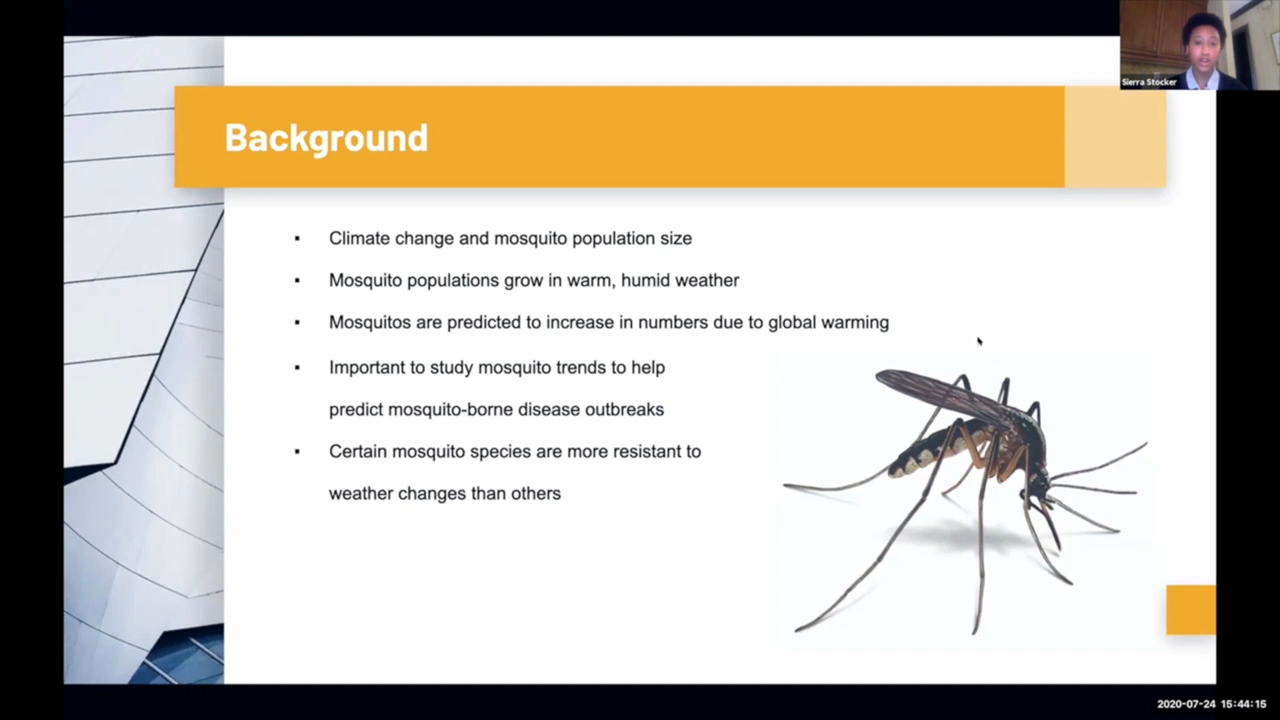 Sierra Stocker
Background
▪ Climate change and mosquito population size
▪ Mosquito populations grow in warm, humid weather
▪ Mosquitos are predicted to increase in numbers due to global warming
▪ Important to study mosquito trends to help
predict mosquito-borne disease outbreaks
▪ Certain mosquito species are more resistant to
weather changes than others
2020-07-24 15:44:15